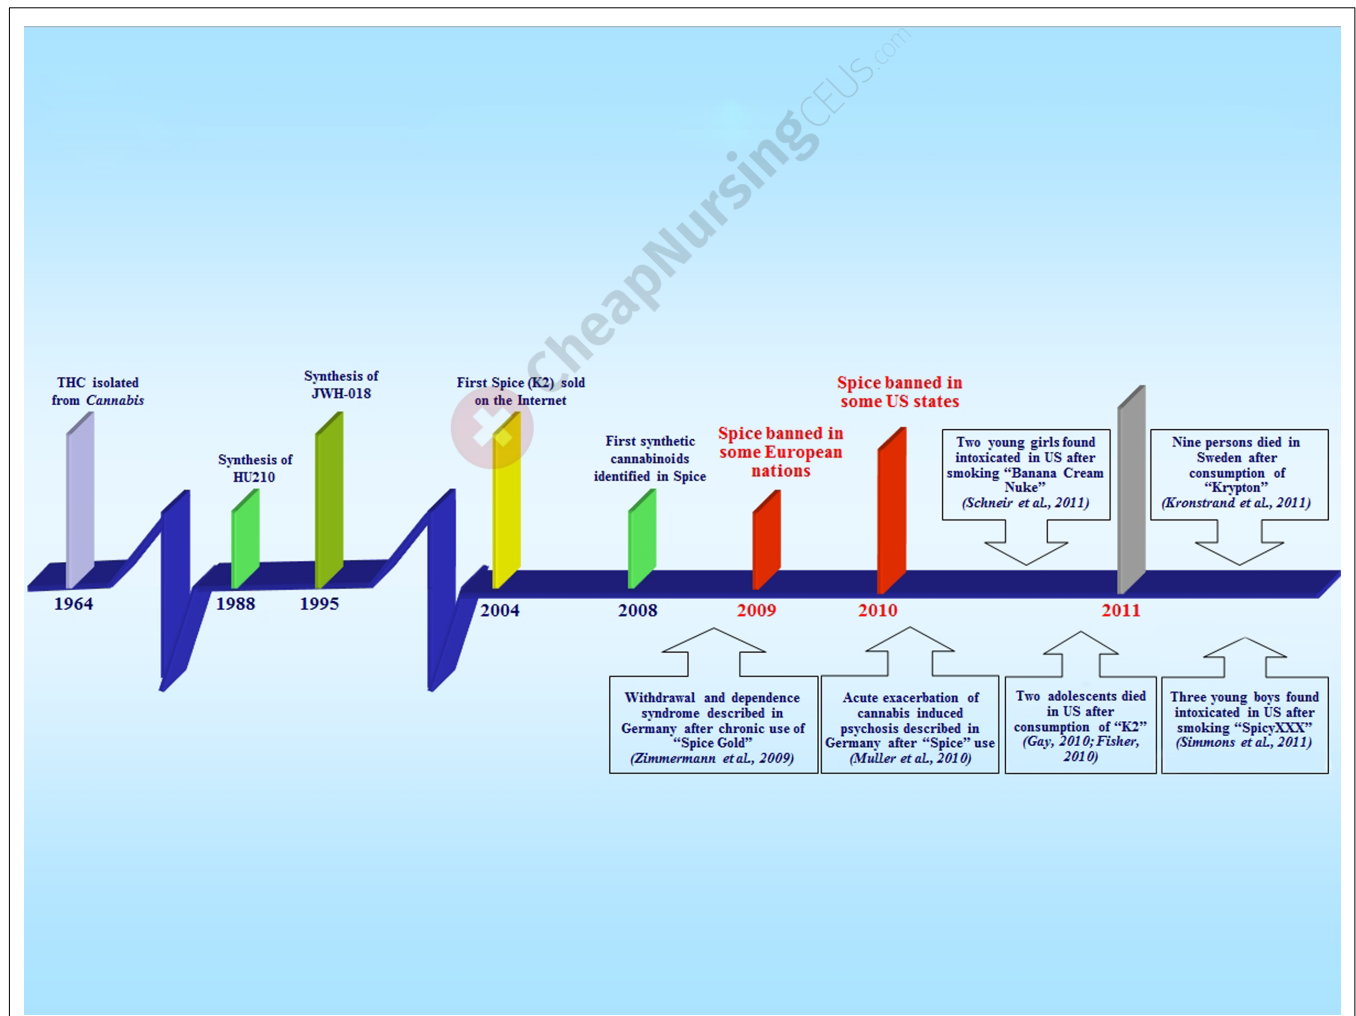 CheapNursingCEUS.com
THC isolated
from Cannabis
Synthesis of
HU210
Synthesis of
JWH-018
First Spice (K2) sold
on the Internet
First synthetic
cannabinoids
identified in Spice
Spice banned in
some European
nations
Spice banned in
some US states
Two young girls found
intoxicated in US after
smoking “Banana Cream
Nuke”
(Schneir et al., 2011)
Nine persons died in
Sweden after
consumption of
“Krypton”
(Kronstrand et al., 2011)
1964
1988
1995
2004
2008
2009
2010
2011
Withdrawal and dependence
syndrome described in
Germany after chronic use of
“Spice Gold”
(Zimmermann et al., 2009)
Acute exacerbation of
cannabis induced
psychosis described in
Germany after “Spice” use
(Muller et al., 2010)
Two adolescents died
in US after
consumption of “K2”
(Gay, 2010; Fisher,
2010)
Three young boys found
intoxicated in US after
smoking “SpicyXXX”
(Simmons et al., 2011)